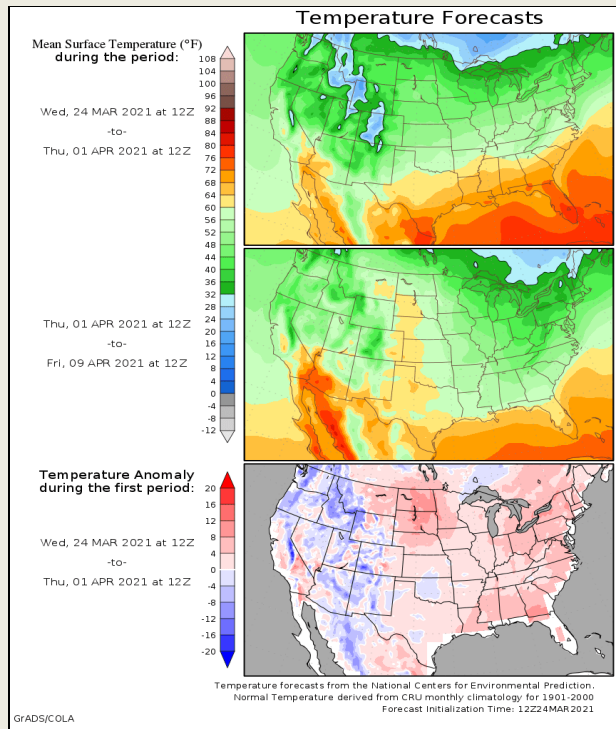 Temperature Forecasts
Mean Surface Temperature (°F)
during the period:
Wed, 24 MAR 2021 at 12Z
-to-
Thu, 01 APR 2021 at 12Z
108
104
100
96
92
88
84
80
76
72
68
64
60
56
52
48
44
40
36
32
28
24
20
16
12
8
4
0
-4
-8
-12
Thu, 01 APR 2021 at 12Z
-to-
Fri, 09 APR 2021 at 12Z
Temperature Anomaly
during the first period:
Wed, 24 MAR 2021 at 12Z
-to-
Thu, 01 APR 2021 at 12Z
20
16
12
8
4
0
-4
-8
-12
-16
-20
Temperature forecasts from the National Centers for Environmental Prediction.
Normal Temperature derived from CRU monthly climatology for 1901-2000
Forecast Initialization Time: 12Z24MAR2021
GrADS/COLA